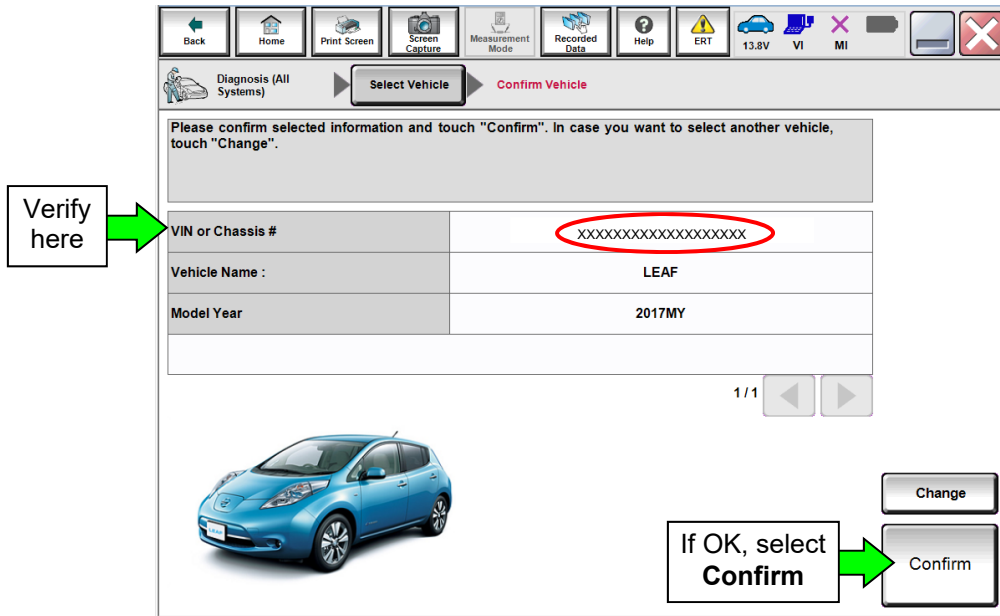 Back
Home
Print Screen
Screen
Capture
Measurement
Mode
Recorded
Data
Help
ERT
13.8V
VI
MI
Diagnosis (All
Systems)
Select Vehicle
Confirm Vehicle
Please confirm selected information and touch "Confirm". In case you want to select another vehicle,
touch "Change".
Verify
here
VIN or Chassis #
XXXXXXXXXXXXXXXXXXX
Vehicle Name :
LEAF
Model Year
2017MY
1 / 1
LEAF
Change
If OK, select
Confirm
Confirm